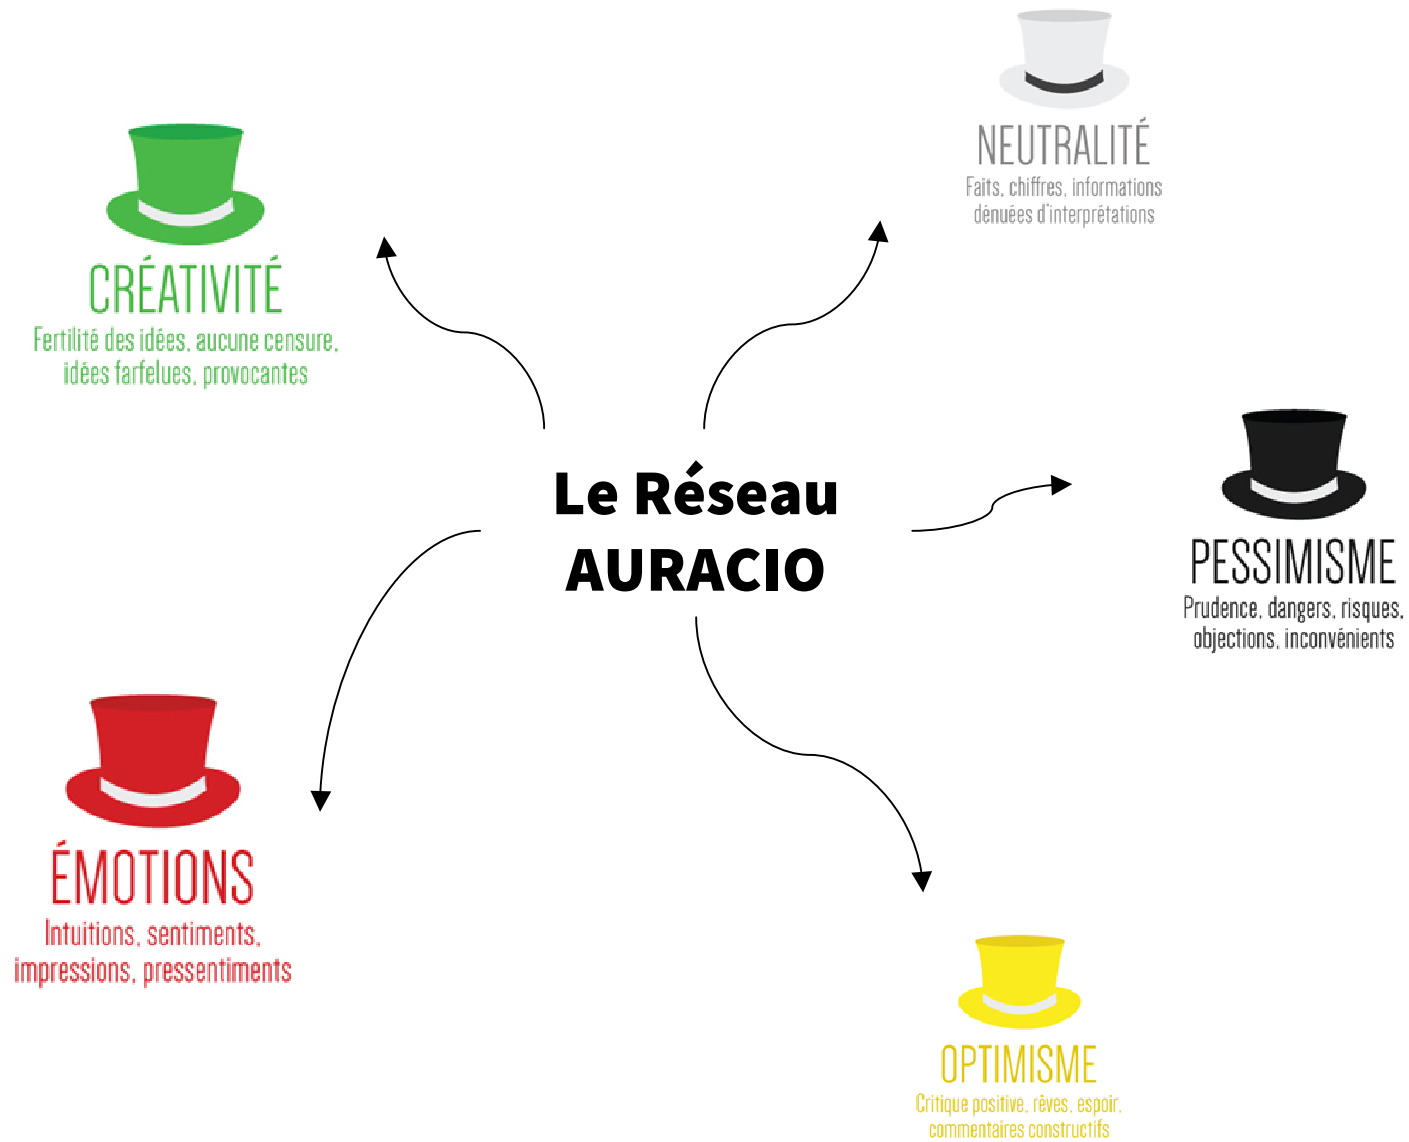 NEUTRALITÉ
Faits, chiffres, informations
dénuées d'interprétations
CRÉATIVITÉ
Fertilité des idées, aucune censure,
idées farfelues, provocantes
Le Réseau
AURACIO
PESSIMISME
Prudence, dangers, risques,
objections, inconvénients
ÉMOTIONS
Intuitions, sentiments,
impressions, pressentiments
OPTIMISME
Critique positive, rêves, espoir,
commentaires constructifs